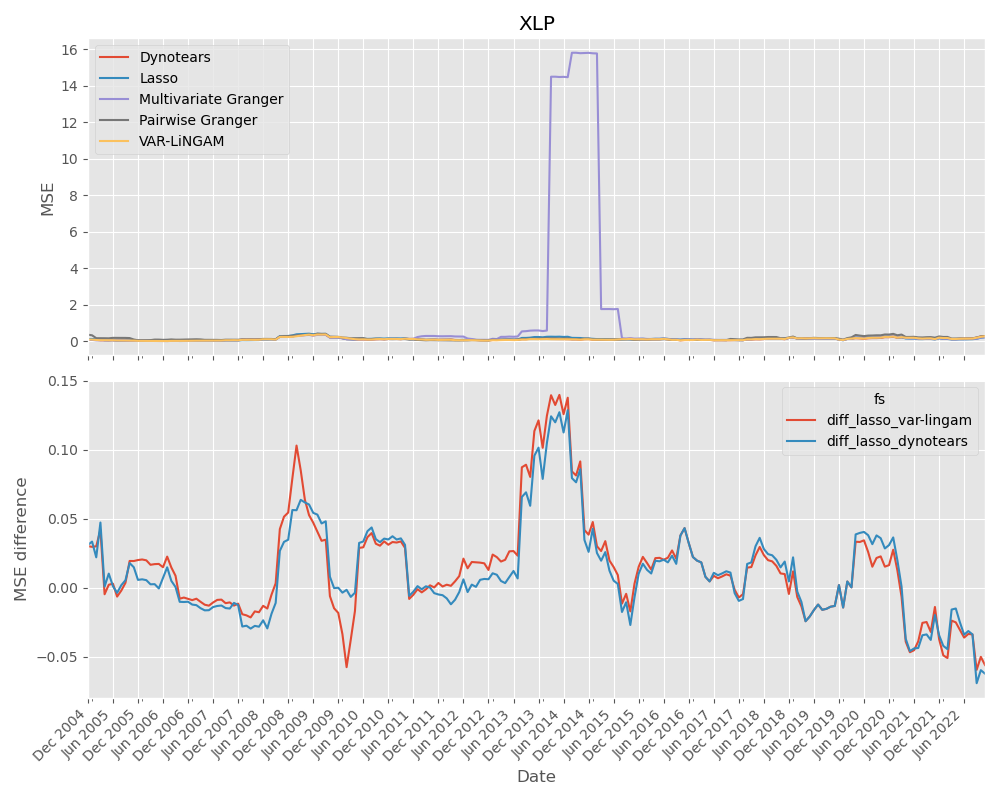 XLP
MSE
16
14
12
10
8
6
4
2
0
Dynotears
Lasso
Multivariate Granger
Pairwise Granger
VAR-LiNGAM
MSE difference
0.15
0.10
0.05
0.00
−0.05
fs
diff_lasso_var-lingam
diff_lasso_dynotears
Dec 2004
Jun 2005
Dec 2005
Jun 2006
Dec 2006
Jun 2007
Dec 2007
Jun 2008
Dec 2008
Jun 2009
Dec 2009
Jun 2010
Dec 2010
Jun 2011
Dec 2011
Jun 2012
Dec 2012
Jun 2013
Dec 2013
Jun 2014
Dec 2014
Jun 2015
Dec 2015
Jun 2016
Dec 2016
Jun 2017
Dec 2017
Jun 2018
Dec 2018
Jun 2019
Dec 2019
Jun 2020
Dec 2020
Jun 2021
Dec 2021
Jun 2022
Date